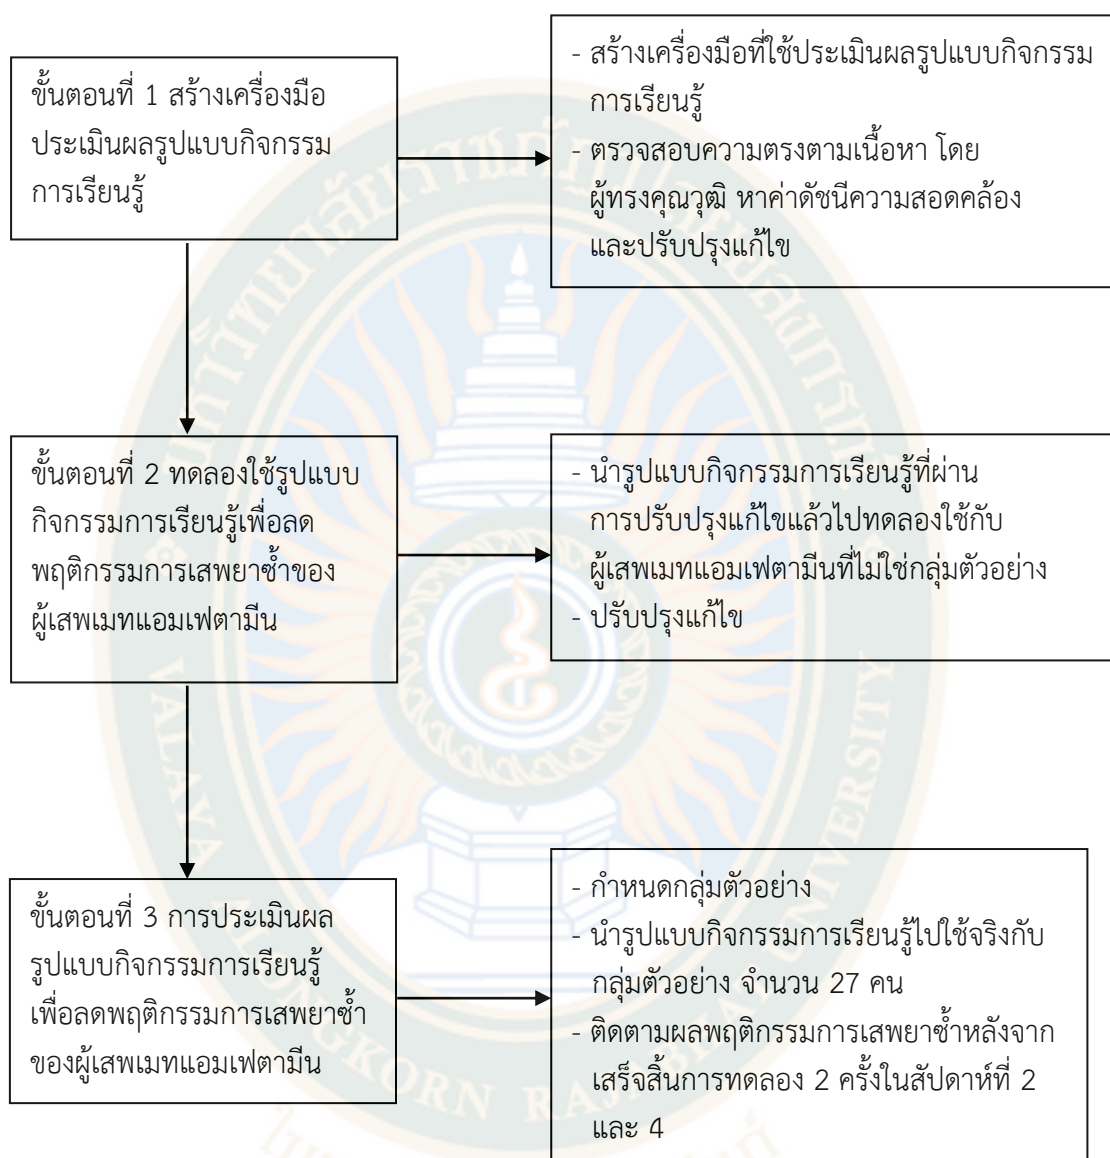 ขั้นตอนที่ 1 สร้างเครื่องมือ
ประเมินผลรูปแบบกิจกรรม
การเรียนรู้
- สร้างเครื่องมือที่ใช้ประเมินผลรูปแบบกิจกรรม
การเรียนรู้
- ตรวจสอบความตรงตามเนื้อหา โดย
ผู้ทรงคุณวุฒิ หาค่าดัชนีความสอดคล้อง
และปรับปรุงแก้ไข
ขั้นตอนที่ 2 ทดลองใช้รูปแบบ
กิจกรรมการเรียนรู้เพื่อลด
พฤติกรรมการเสพยาซ้ำของ
ผู้เสพเมทแอมเฟตามีน
- นำรูปแบบกิจกรรมการเรียนรู้ที่ผ่าน
การปรับปรุงแก้ไขแล้วไปทดลองใช้กับ
ผู้เสพเมทแอมเฟตามีนที่ไม่ใช่กลุ่มตัวอย่าง
- ปรับปรุงแก้ไข
ขั้นตอนที่ 3 การประเมินผล
รูปแบบกิจกรรมการเรียนรู้
เพื่อลดพฤติกรรมการเสพยาซ้ำ
ของผู้เสพเมทแอมเฟตามีน
- กำหนดกลุ่มตัวอย่าง
- นำรูปแบบกิจกรรมการเรียนรู้ไปใช้จริงกับ
กลุ่มตัวอย่าง จำนวน 27 คน
- ติดตามผลพฤติกรรมการเสพยาซ้ำหลังจาก
เสร็จสิ้นการทดลอง 2 ครั้งในสัปดาห์ที่ 2
และ 4